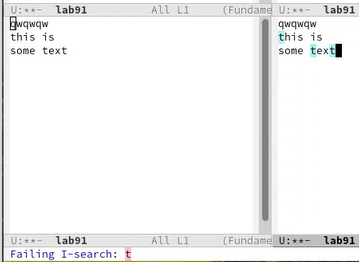 U:**-  lab91          All L1     (Fundame
U:**-  lab91
qwqwqw
this is
some text
qwqwqw
this is
some text
U:**-  lab91          All L1     (Fundame
U:**-  lab91
Failing I-search: t